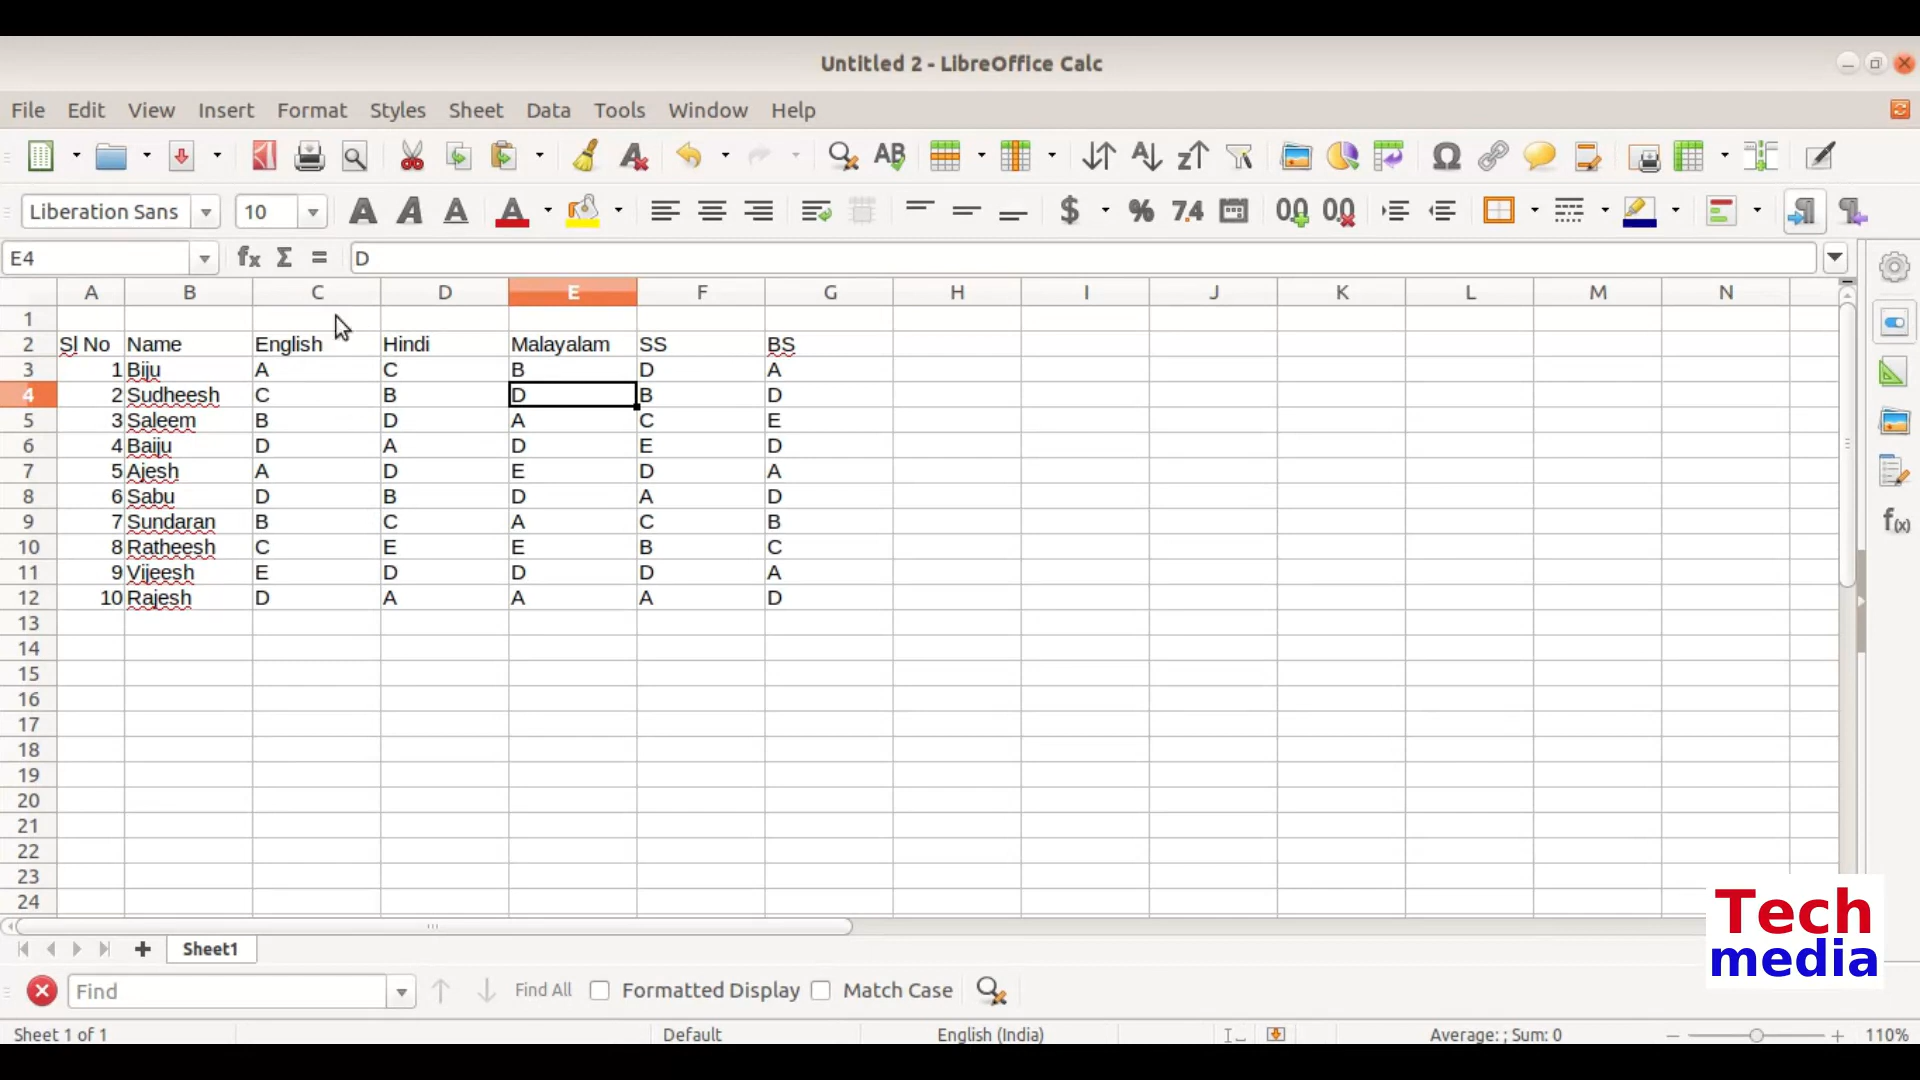 Untitled 2 - LibreOffice Calc
File Edit View Insert Format Styles Sheet Data Tools Window Help
Liberation Sans 10
E4 D
A B C D E F G H I J K L M N
1
2 Sl No Name English Hindi Malayalam SS BS
3 1 Biju A C B D A
4 2 Sudheesh C B D B D
5 3 Saleem B D A C E
6 4 Baiju D A D E D
7 5 Ajesh A D E D A
8 6 Sabu D B D A D
9 7 Sundaran B C A C B
10 8 Ratheesh C E E B C
11 9 Vijeesh E D D D A
12 10 Rajesh D A A A D
13
14
15
16
17
18
19
20
21
22
23
24
Tech
media
Sheet1
Find Find All Formatted Display Match Case
Sheet 1 of 1 Default English (India) Average: ; Sum: 0 110%